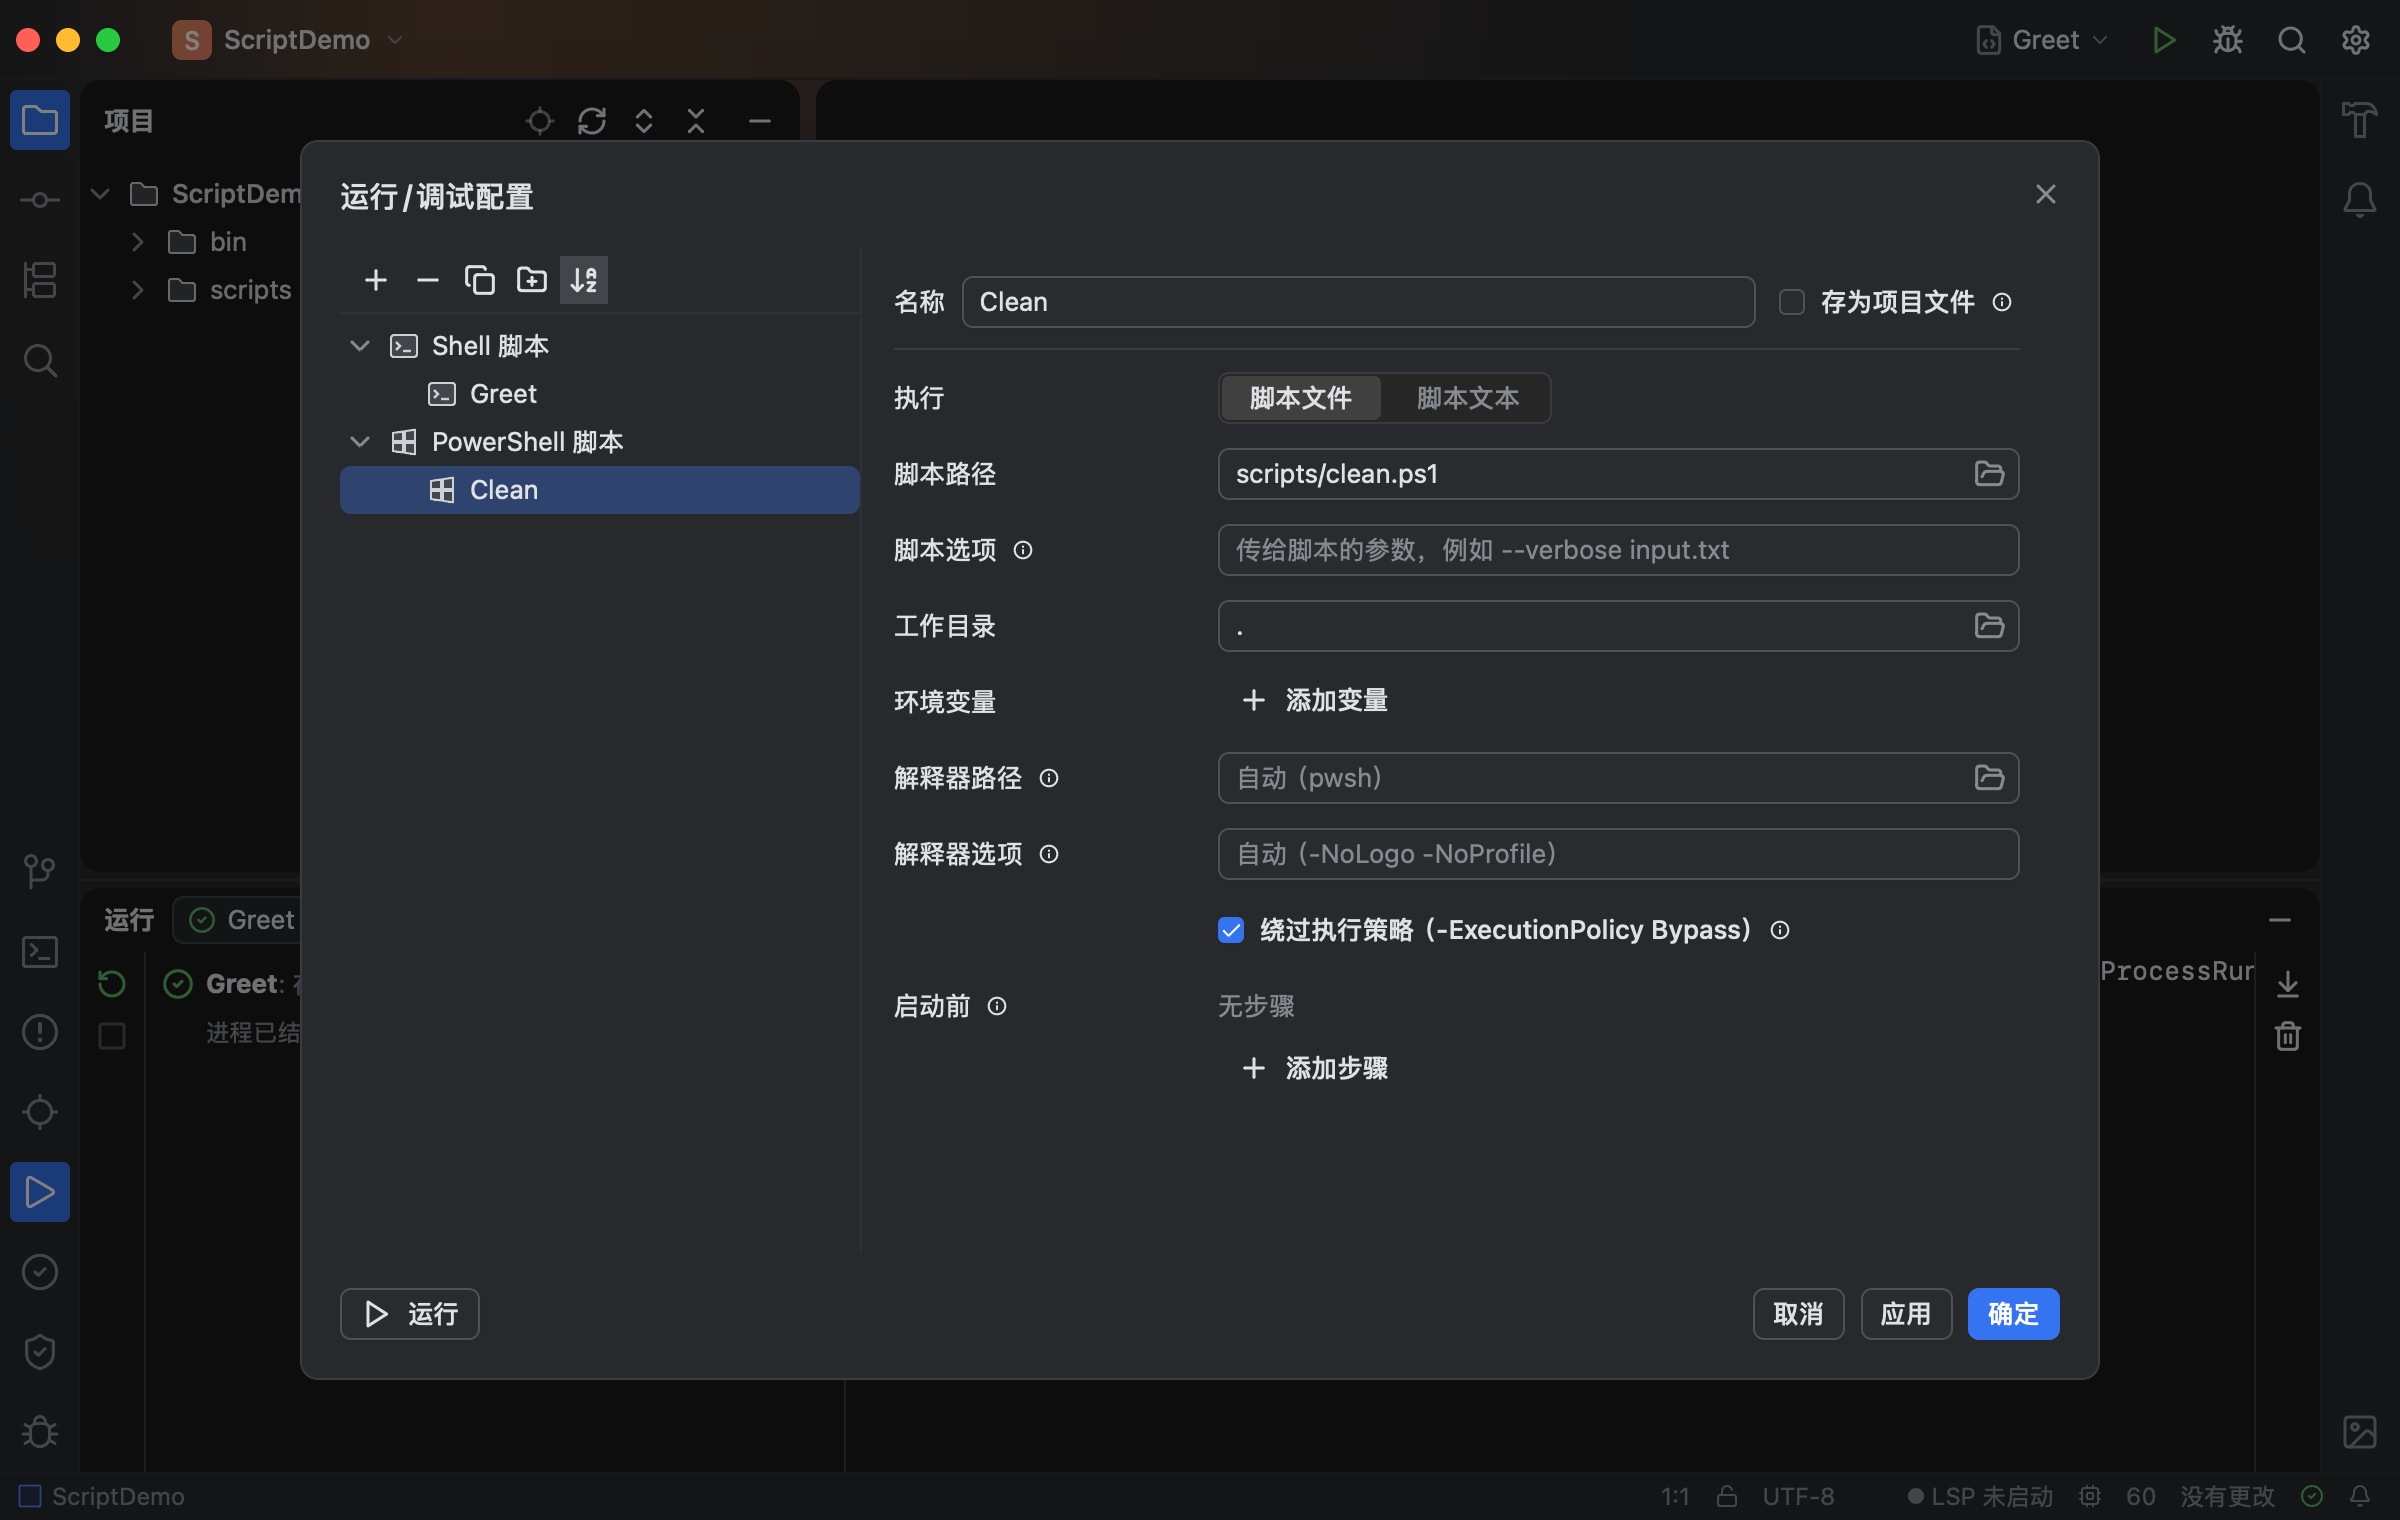 S ScriptDemo
Greet
项目
ScriptDem
bin
scripts
运行/调试配置
Shell 脚本
Greet
PowerShell 脚本
Clean
名称
Clean
存为项目文件
执行
脚本文件
脚本文本
脚本路径
scripts/clean.ps1
脚本选项
传给脚本的参数，例如 --verbose input.txt
工作目录
.
环境变量
添加变量
解释器路径
自动（pwsh）
解释器选项
自动（-NoLogo -NoProfile）
绕过执行策略（-ExecutionPolicy Bypass）
启动前
无步骤
添加步骤
运行
取消
应用
确定
运行
Greet
Greet:
进程已结
ProcessRun
ScriptDemo
1:1
UTF-8
LSP 未启动
60
没有更改